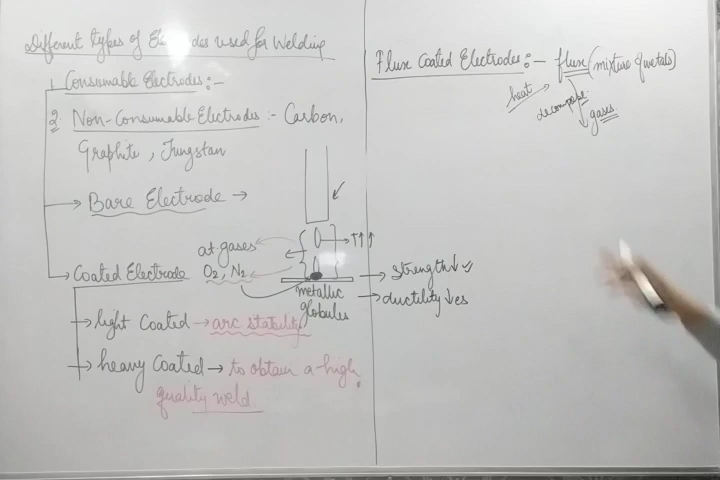 Different types of Electrodes used for Welding
1. Consumable Electrodes:-
2. Non-Consumable Electrodes :- Carbon,
Graphite, Tungstan
Bare Electrode →
at gases
O2, N2
Coated Electrode
metallic
globules
→ light Coated → arc stability
→ heavy Coated → to obtain a high
quality weld.
↑↑↑
→ Strength↓ ✓
→ ductility ↓es
Flux Coated Electrodes:- flux (mixture of metals)
heat →
decompose
gases